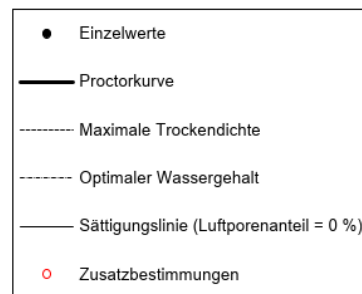 Einzelwerte
Proctorkurve
Maximale Trockendichte
Optimaler Wassergehalt
Sättigungslinie (Luftporenanteil = 0 %)
Zusatzbestimmungen